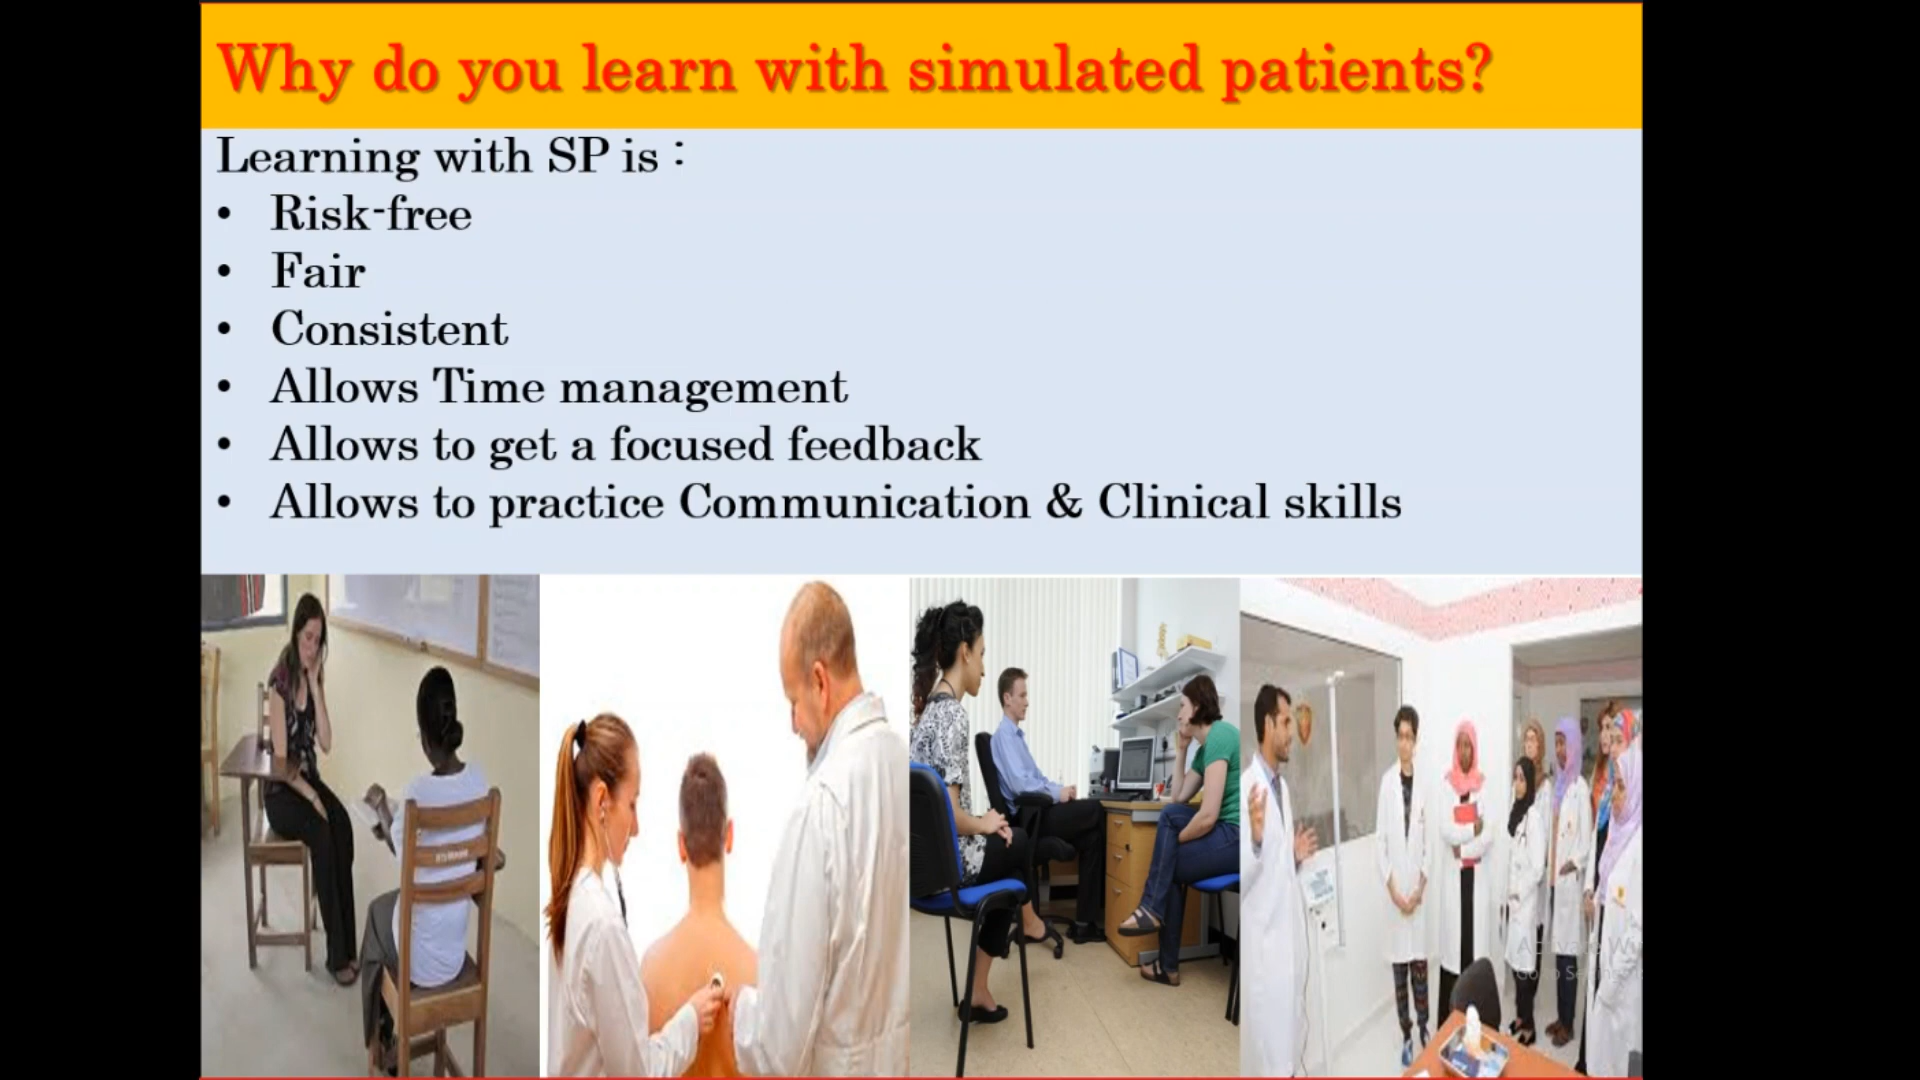 Why do you learn with simulated patients?
Learning with SP is :
• Risk-free
• Fair
• Consistent
• Allows Time management
• Allows to get a focused feedback
• Allows to practice Communication & Clinical skills